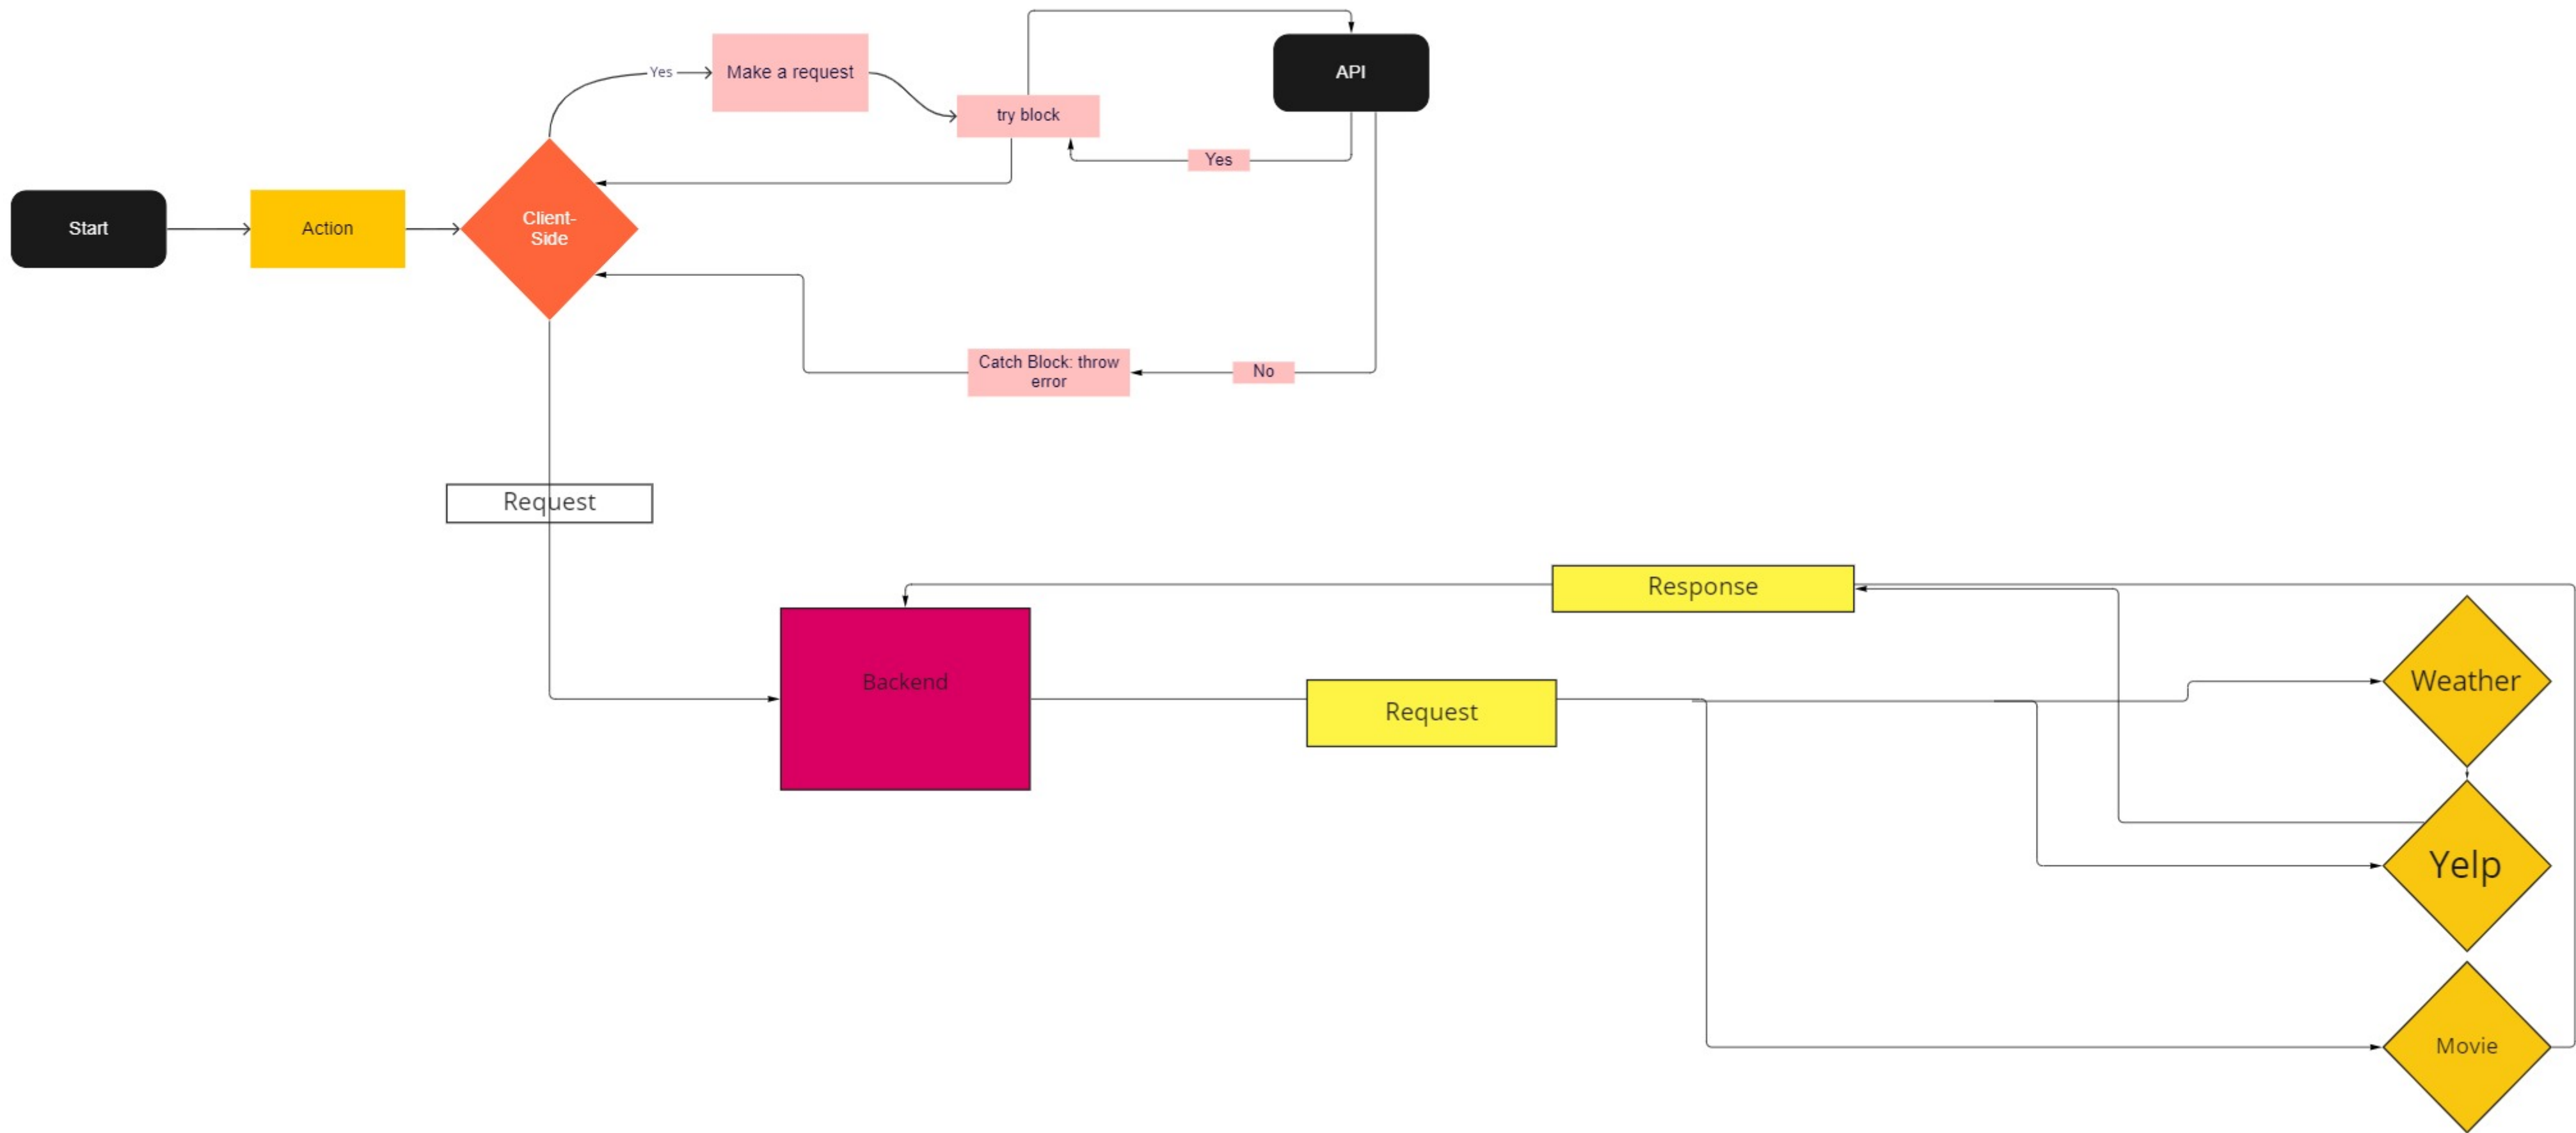 Yes
Make a request
API
try block
Yes
Start
Action
Client-
Side
Catch Block: throw
error
No
Request
Response
Backend
Request
Weather
Yelp
Movie